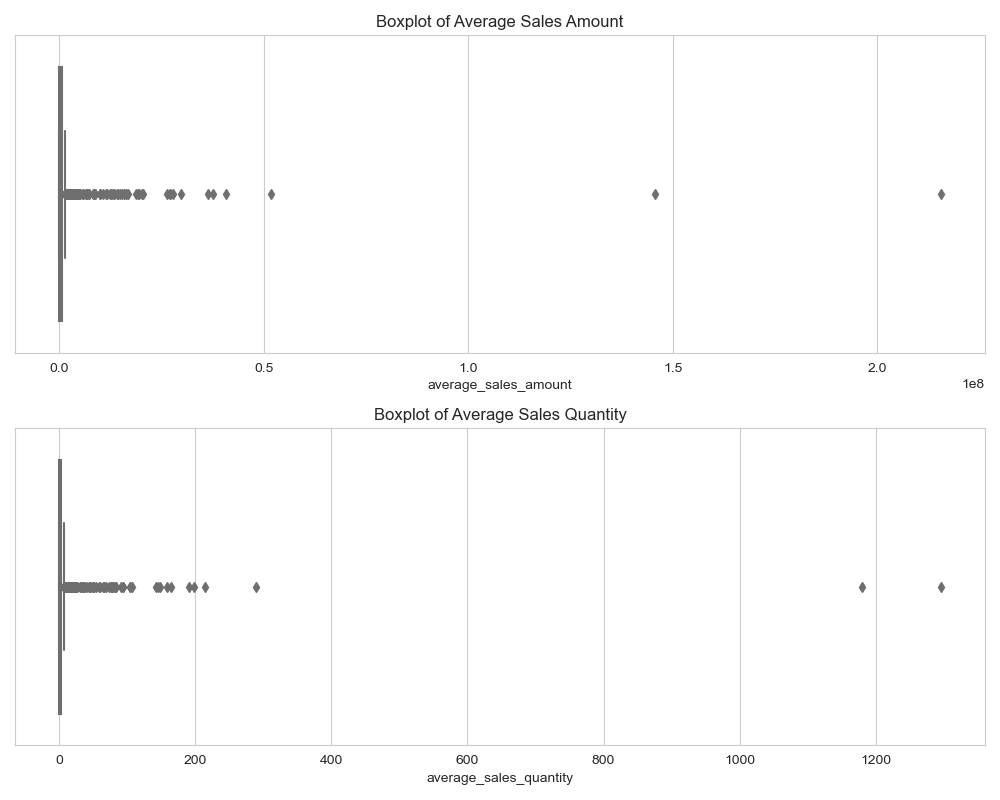 Boxplot of Average Sales Amount
0.0 0.5 1.0 1.5 2.0
average_sales_amount
1e8
Boxplot of Average Sales Quantity
0 200 400 600 800 1000 1200
average_sales_quantity